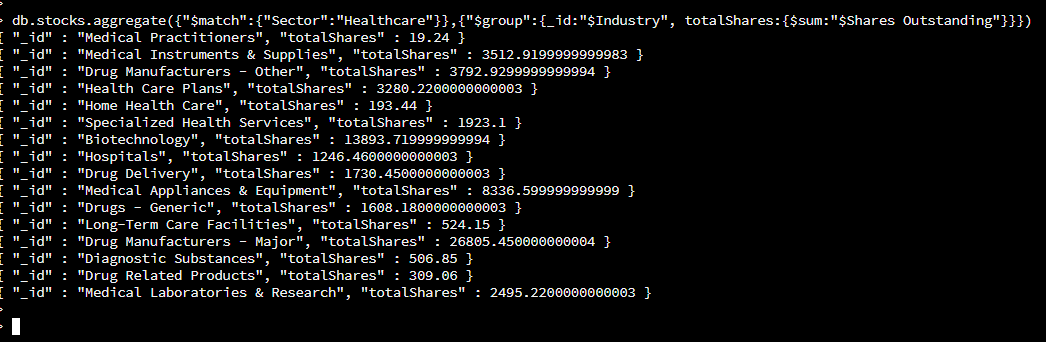 > db.stocks.aggregate({"$match":{"Sector":"Healthcare"}},{"$group":{_id:"$Industry", totalShares:{$sum:"$Shares Outstanding"}}})
{ "_id" : "Medical Practitioners", "totalShares" : 19.24 }
{ "_id" : "Medical Instruments & Supplies", "totalShares" : 3512.9199999999983 }
{ "_id" : "Drug Manufacturers - Other", "totalShares" : 3792.9299999999994 }
{ "_id" : "Health Care Plans", "totalShares" : 3280.2200000000003 }
{ "_id" : "Home Health Care", "totalShares" : 193.44 }
{ "_id" : "Specialized Health Services", "totalShares" : 1923.1 }
{ "_id" : "Biotechnology", "totalShares" : 13893.719999999994 }
{ "_id" : "Hospitals", "totalShares" : 1246.4600000000003 }
{ "_id" : "Drug Delivery", "totalShares" : 1730.4500000000003 }
{ "_id" : "Medical Appliances & Equipment", "totalShares" : 8336.599999999999 }
{ "_id" : "Drugs - Generic", "totalShares" : 1608.1800000000003 }
{ "_id" : "Long-Term Care Facilities", "totalShares" : 524.15 }
{ "_id" : "Drug Manufacturers - Major", "totalShares" : 26805.450000000004 }
{ "_id" : "Diagnostic Substances", "totalShares" : 506.85 }
{ "_id" : "Drug Related Products", "totalShares" : 309.06 }
{ "_id" : "Medical Laboratories & Research", "totalShares" : 2495.2200000000003 }
>
>